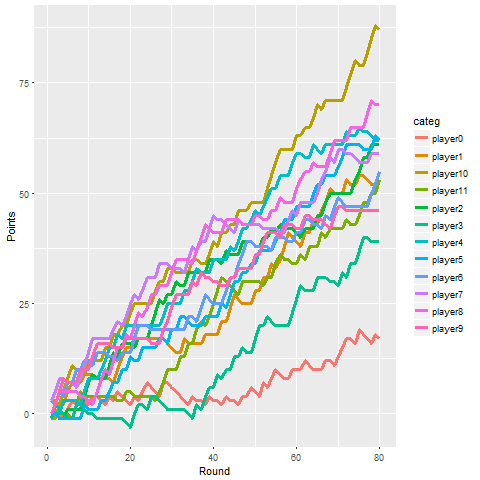 Points
75
50
25
0
0
20
40
60
80
Round
categ
player0
player1
player10
player11
player2
player3
player4
player5
player6
player7
player8
player9